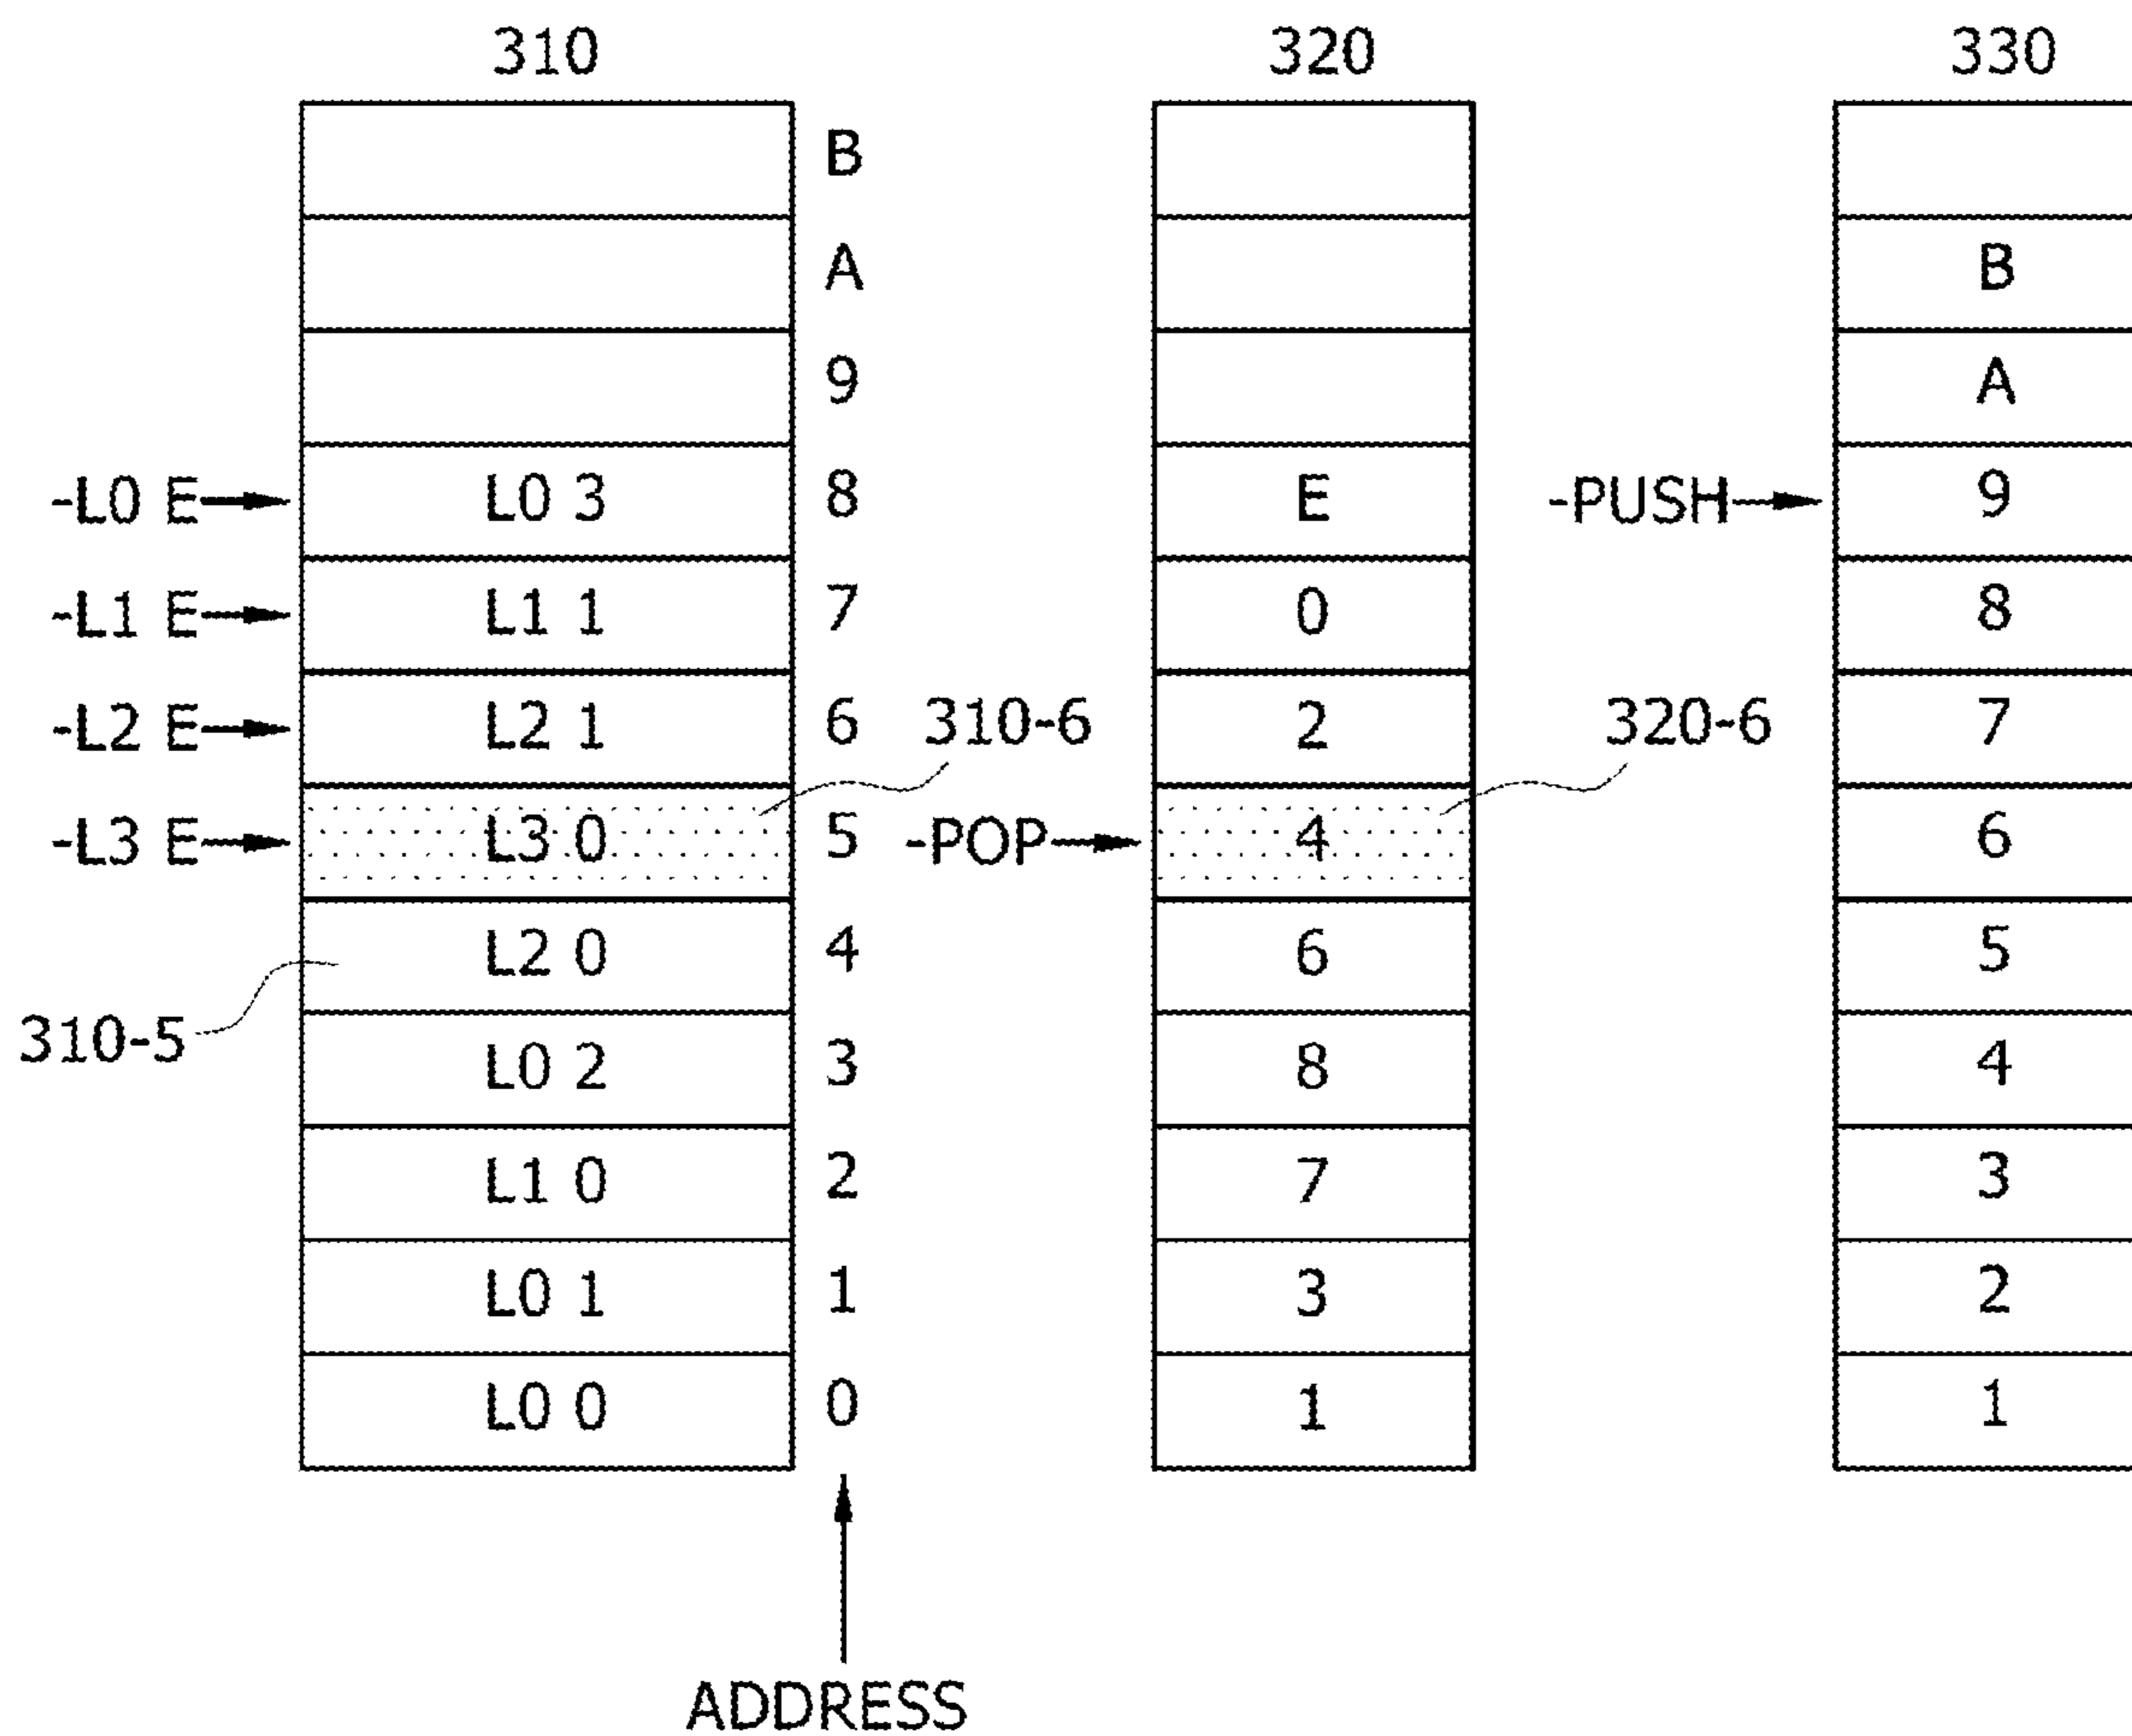 310 320 330
B
A B
9 A
-L0 E L0 3 8 E -PUSH 9
-L1 E L1 1 7 0 8
-L2 E L2 1 6 310-6 2 320-6 7
-L3 E L3 0 5 -POP 4 6
L2 0 4 6 5
310-5 L0 2 3 8 4
L1 0 2 7 3
L0 1 1 3 2
L0 0 0 1 1
ADDRESS